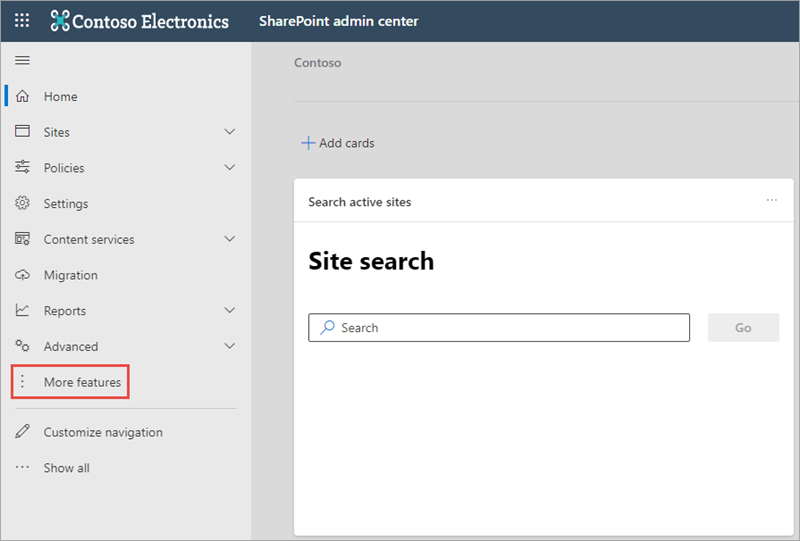 Contoso Electronics SharePoint admin center
Contoso
Home
Sites
Policies
Settings
Content services
Migration
Reports
Advanced
More features
Customize navigation
Show all
Add cards
Search active sites
Site search
Search
Go